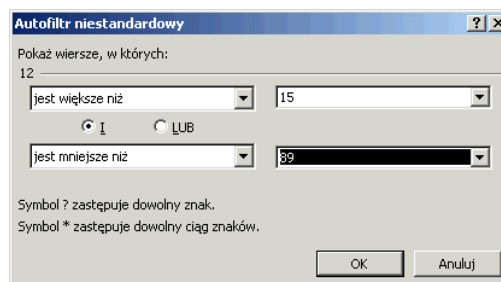 Autofiltr niestandardowy
Pokaż wiersze, w których:
12
jest większe niż 15
I LUB
jest mniejsze niż 89
Symbol ? zastępuje dowolny znak.
Symbol * zastępuje dowolny ciąg znaków.
OK Anuluj